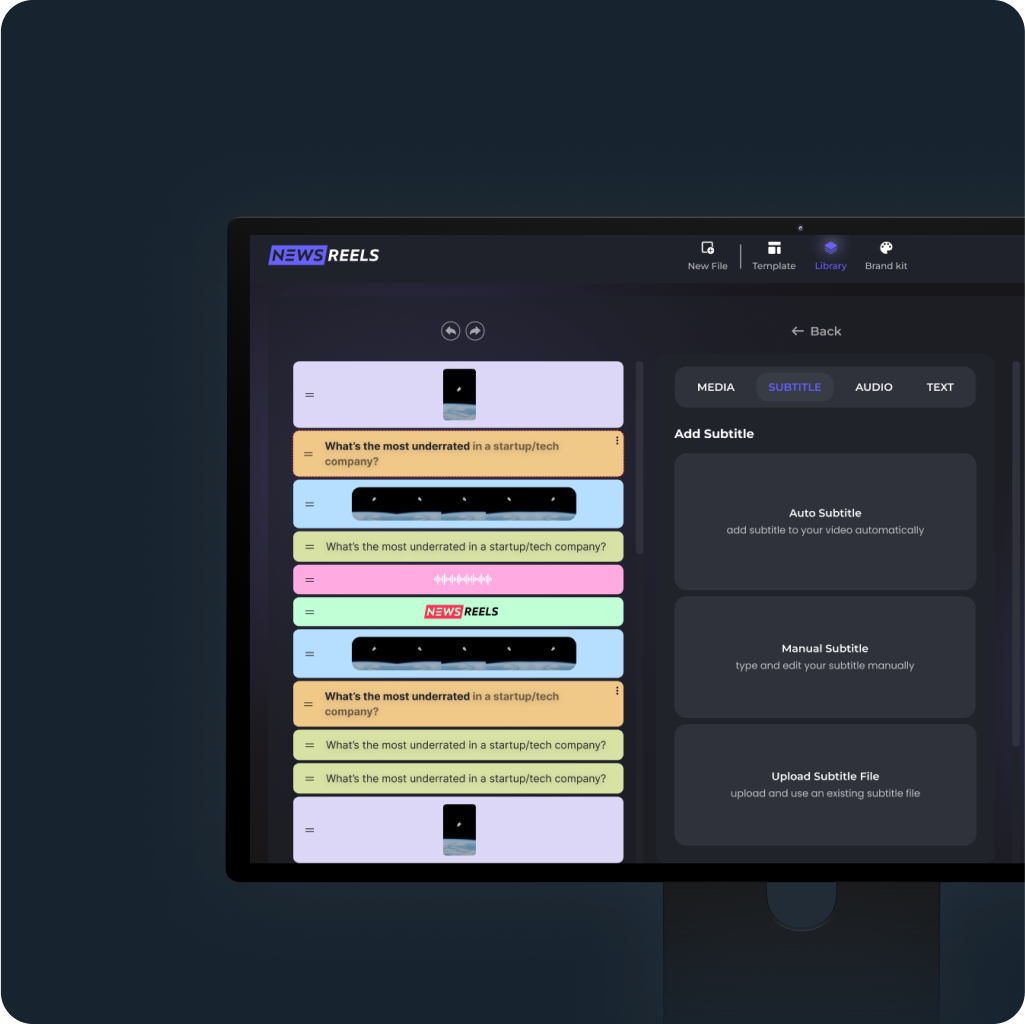 NEWS REELS
New File
Template
Library
Brand kit
Back
What's the most underrated in a startup/tech
company?
What's the most underrated in a startup/tech company?
NEWS REELS
What's the most underrated in a startup/tech
company?
What's the most underrated in a startup/tech company?
What's the most underrated in a startup/tech company?
MEDIA
SUBTITLE
AUDIO
TEXT
Add Subtitle
Auto Subtitle
add subtitle to your video automatically
Manual Subtitle
type and edit your subtitle manually
Upload Subtitle File
upload and use an existing subtitle file